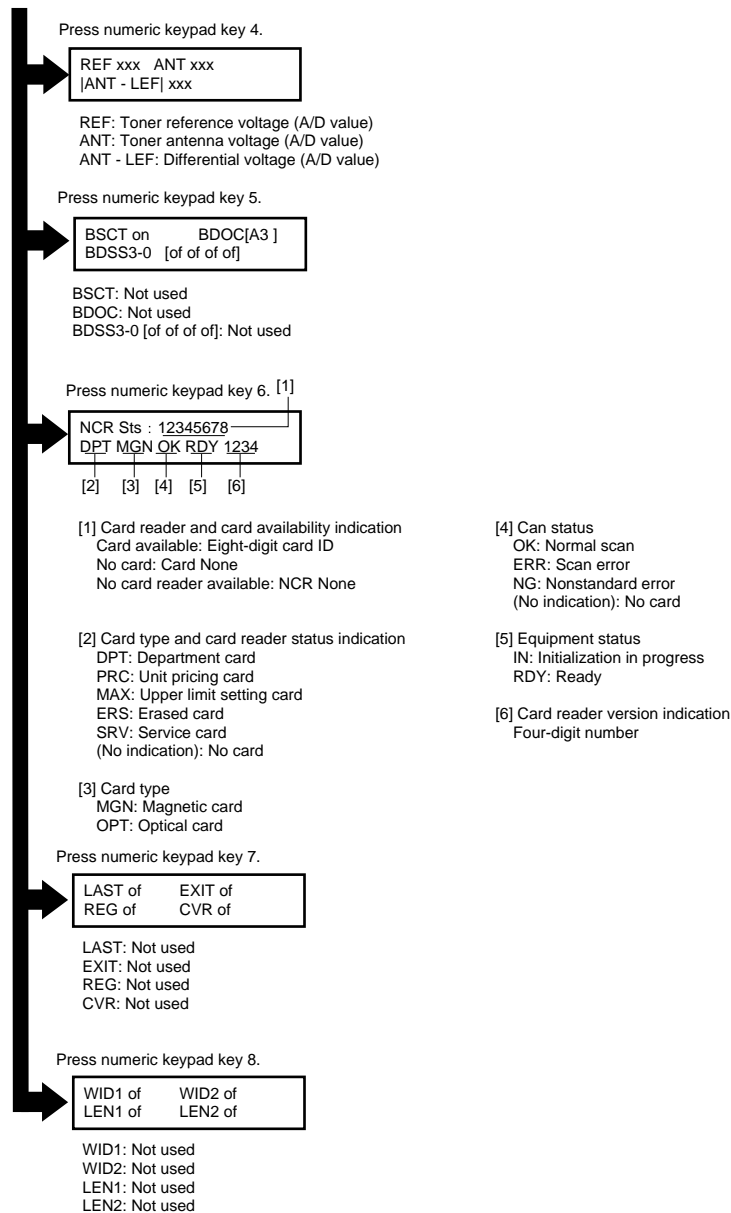 Press numeric keypad key 4.
REF xxx ANT xxx
|ANT - LEF| xxx
REF: Toner reference voltage (A/D value)
ANT: Toner antenna voltage (A/D value)
ANT - LEF: Differential voltage (A/D value)
Press numeric keypad key 5.
BSCT on BDOC[A3 ]
BDSS3-0 [of of of of]
BSCT: Not used
BDOC: Not used
BDSS3-0 [of of of of]: Not used
Press numeric keypad key 6. [1]
NCR Sts : 12345678
DPT MGN OK RDY 1234
[2] [3] [4] [5] [6]
[1] Card reader and card availability indication
Card available: Eight-digit card ID
No card: Card None
No card reader available: NCR None
[2] Card type and card reader status indication
DPT: Department card
PRC: Unit pricing card
MAX: Upper limit setting card
ERS: Erased card
SRV: Service card
(No indication): No card
[3] Card type
MGN: Magnetic card
OPT: Optical card
[4] Can status
OK: Normal scan
ERR: Scan error
NG: Nonstandard error
(No indication): No card
[5] Equipment status
IN: Initialization in progress
RDY: Ready
[6] Card reader version indication
Four-digit number
Press numeric keypad key 7.
LAST of EXIT of
REG of CVR of
LAST: Not used
EXIT: Not used
REG: Not used
CVR: Not used
Press numeric keypad key 8.
WID1 of WID2 of
LEN1 of LEN2 of
WID1: Not used
WID2: Not used
LEN1: Not used
LEN2: Not used